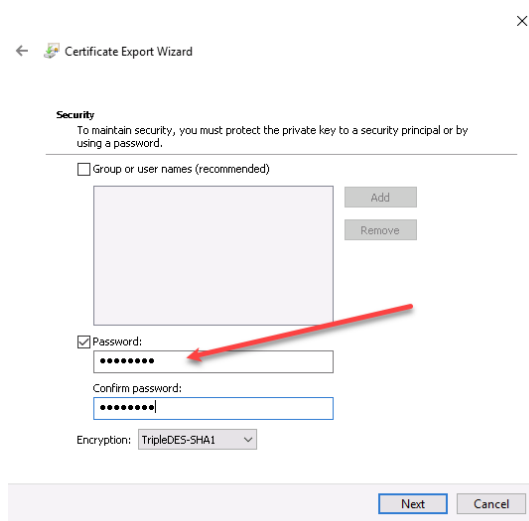 Certificate Export Wizard
Security
To maintain security, you must protect the private key to a security principal or by
using a password.
Group or user names (recommended)
Add
Remove
Password:
●●●●●●●●
Confirm password:
●●●●●●●●
Encryption: TripleDES-SHA1
Next Cancel